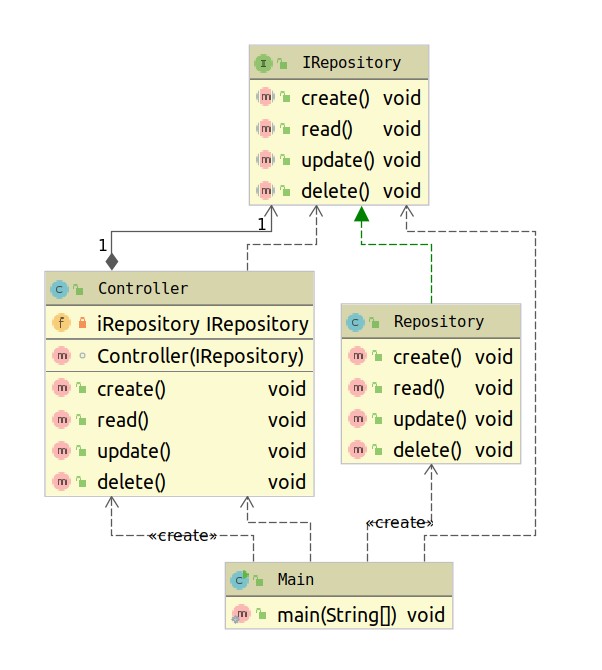 IRepository
create() void
read() void
update() void
delete() void
1
1
Controller
iRepository IRepository
Controller(IRepository)
create() void
read() void
update() void
delete() void
Repository
create() void
read() void
update() void
delete() void
«create»
«create»
Main
main(String[]) void